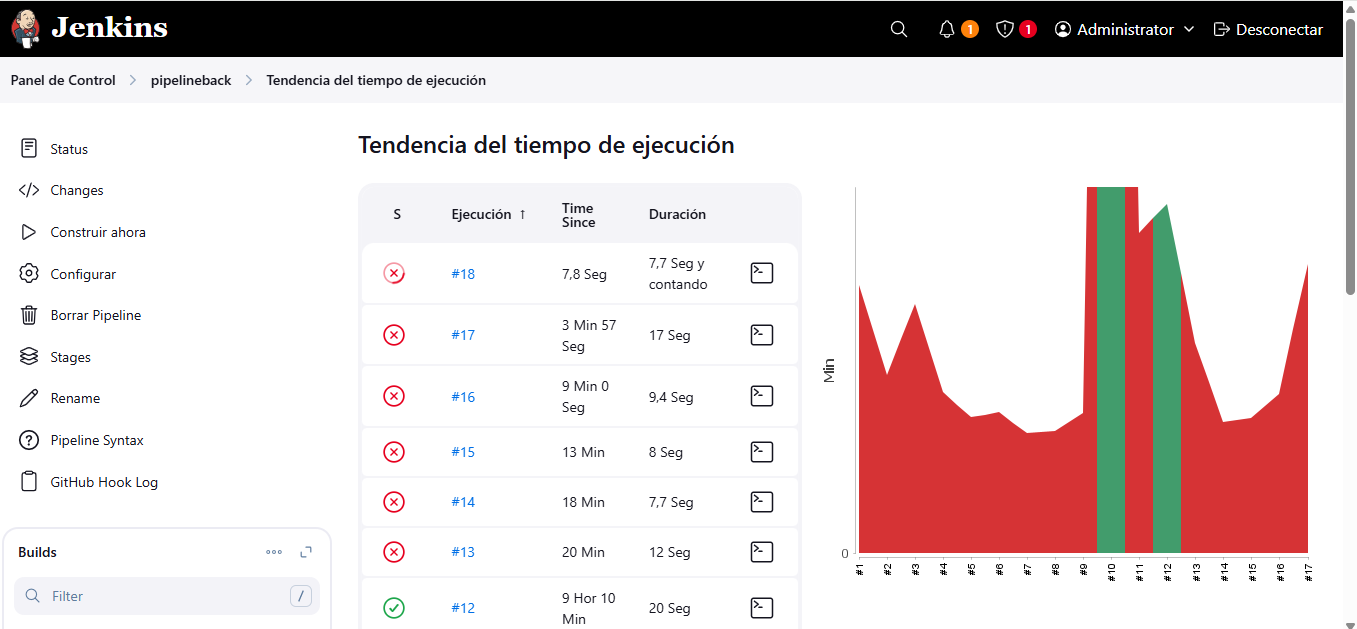 Jenkins
1
1
Administrator
Desconectar
Panel de Control
pipelineback
Tendencia del tiempo de ejecución
Status
Changes
Construir ahora
Configurar
Borrar Pipeline
Stages
Rename
Pipeline Syntax
GitHub Hook Log
Builds
Filter
/
Tendencia del tiempo de ejecución
S
Ejecución ↑
Time
Since
Duración
#18
7,8 Seg
7,7 Seg y
contando
#17
3 Min 57
Seg
17 Seg
#16
9 Min 0
Seg
9,4 Seg
#15
13 Min
8 Seg
#14
18 Min
7,7 Seg
#13
20 Min
12 Seg
#12
9 Hor 10
Min
20 Seg
Min
0
#1
#2
#3
#4
#5
#6
#7
#8
#9
#10
#11
#12
#13
#14
#15
#16
#17